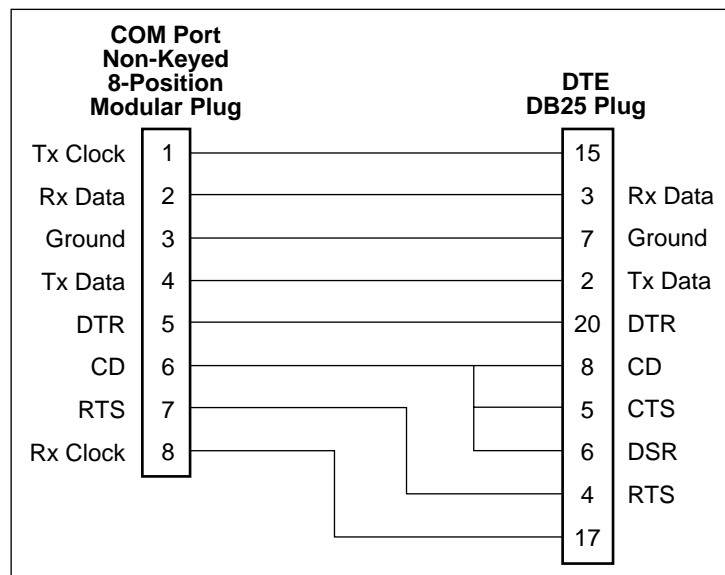 COM Port
Non-Keyed
8-Position
Modular Plug
DTE
DB25 Plug
Tx Clock 1 15
Rx Data 2 3 Rx Data
Ground 3 7 Ground
Tx Data 4 2 Tx Data
DTR 5 20 DTR
CD 6 8 CD
RTS 7 5 CTS
Rx Clock 8 6 DSR
4 RTS
17